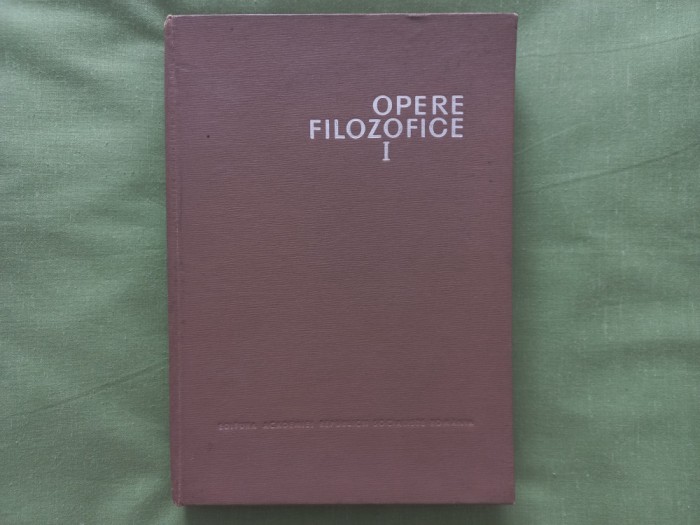 OPERE
FILOZOFICE
I
EDITURA ACADEMIEI REPUBLICII SOCIALISTE ROMÂNIA